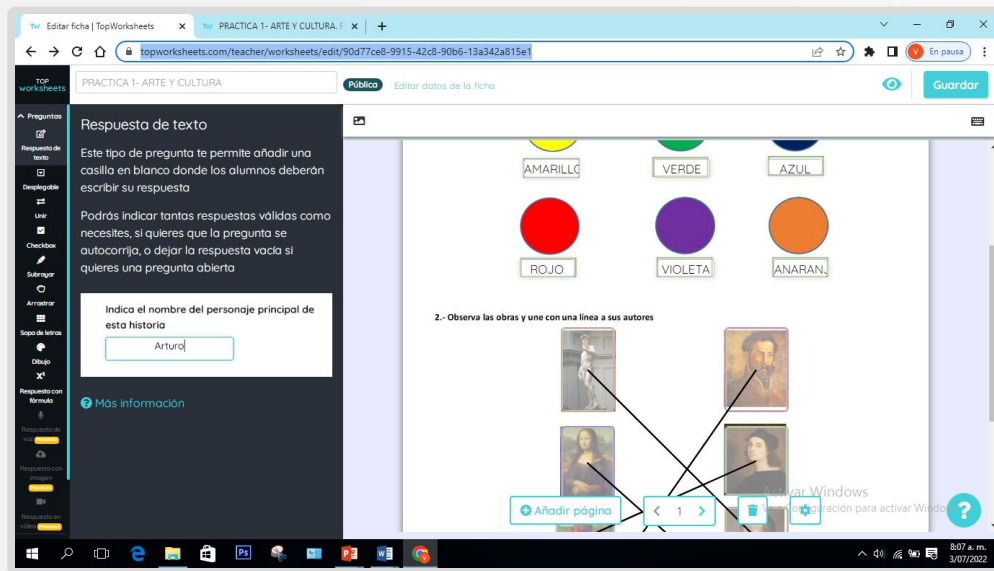 Editar ficha | TopWorksheets
PRACTICA 1- ARTE Y CULTURA. F
topworksheets.com/teacher/worksheets/edit/90d77ce8-9915-42c8-90b6-13a342a815e1
V En pausa
TOP
worksheets
PRACTICA 1- ARTE Y CULTURA
Pública
Editar datos de la ficha
Guardar
Preguntas
Respuesta de
texto
Desplegable
Unir
Checkbox
Subrayar
Arrastrar
Sopa de letras
Dibujo
Respuesta con
fórmula
Respuesta de
voz Premium
Respuesta con
imagen
Premium
Respuesta en
vídeo Premium
Respuesta de texto
Este tipo de pregunta te permite añadir una
casilla en blanco donde los alumnos deberán
escribir su respuesta
Podrás indicar tantas respuestas válidas como
necesites, si quieres que la pregunta se
autocorrija, o dejar la respuesta vacía si
quieres una pregunta abierta
Indica el nombre del personaje principal de
esta historia
Arturo
Más información
AMARILLO VERDE AZUL
ROJO VIOLETA ANARAN
2.- Observa las obras y une con una línea a sus autores
Añadir página
1
Windows
para activar
?
8:07 a. m.
3/07/2022